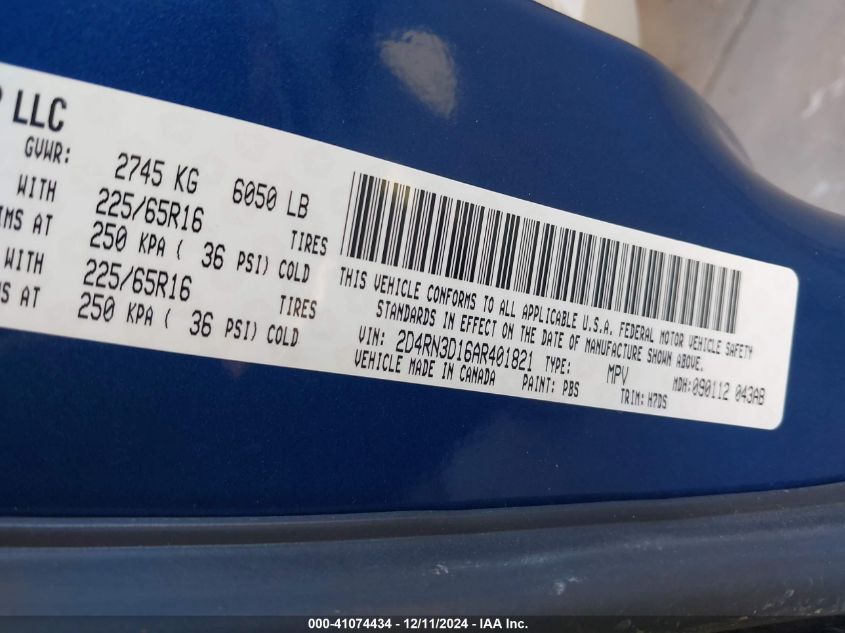 P LLC
GVWR: 2745 KG 6050 LB
WITH 225/65R16 TIRES
IMS AT 250 KPA ( 36 PSI) COLD
WITH 225/65R16 TIRES
IMS AT 250 KPA ( 36 PSI) COLD
THIS VEHICLE CONFORMS TO ALL APPLICABLE U.S.A. FEDERAL MOTOR VEHICLE SAFETY
STANDARDS IN EFFECT ON THE DATE OF MANUFACTURE SHOWN ABOVE.
VIN: 2D4RN3D16AR401821 TYPE: MPV MDH:090112 043AB
VEHICLE MADE IN CANADA PAINT: PBS TRIM: H7DS
000-41074434 - 12/11/2024 - IAA Inc.